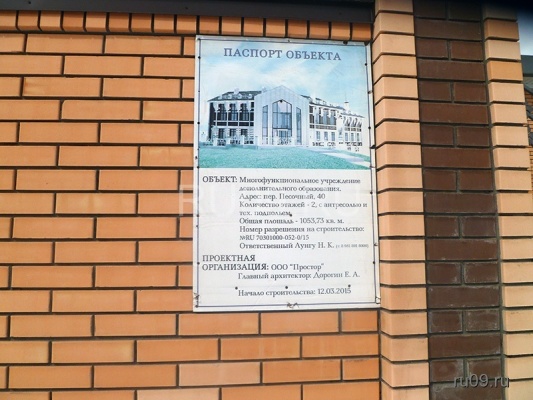 ПАСПОРТ ОБЪЕКТА
ОБЪЕКТ: Многофункциональное учреждение
дополнительного образования.
Адрес: пер. Песочный, 40
Количество этажей - 2, с антресолью и
тех. подпольем.
Общая площадь - 1053,73 кв. м.
Номер разрешения на строительство:
№RU 70301000-052-0/15
Ответственный Лунгу Н. К.
ПРОЕКТНАЯ
ОРГАНИЗАЦИЯ: ООО "Простор"
Главный архитектор: Дорогин Е. А.
Начало строительства: 12.03.2015
ru09.ru